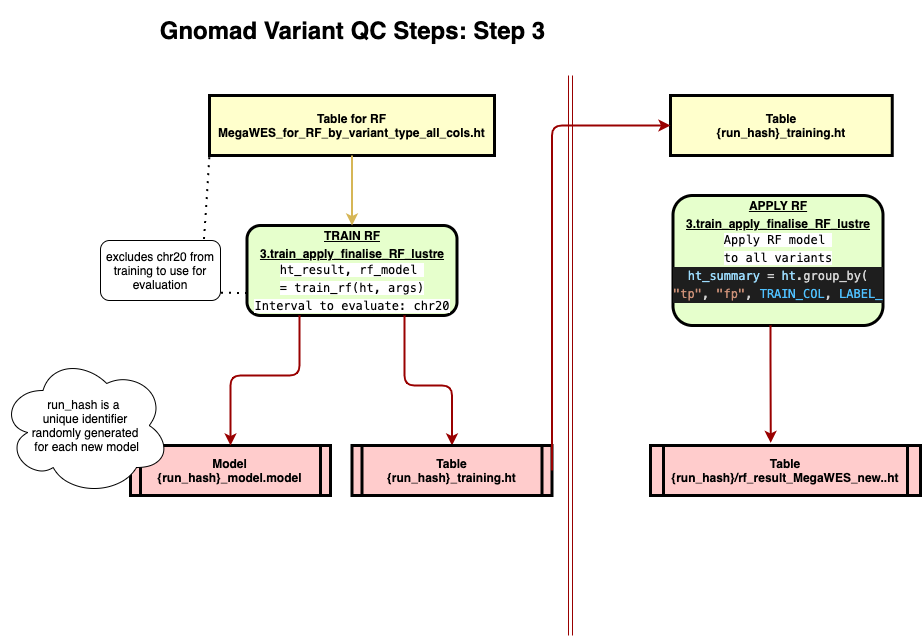 Gnomad Variant QC Steps: Step 3
Table for RF
MegaWES_for_RF_by_variant_type_all_cols.ht
Table
{run_hash}_training.ht
TRAIN RF
3.train_apply_finalise_RF_lustre
ht_result, rf_model
= train_rf(ht, args)
Interval to evaluate: chr20
excludes chr20 from
training to use for
evaluation
APPLY RF
3.train_apply_finalise_RF_lustre
Apply RF model
to all variants
ht_summary = ht.group_by(
"tp", "fp", TRAIN_COL, LABEL_
run_hash is a
unique identifier
randomly generated
for each new model
Model
{run_hash}_model.model
Table
{run_hash}_training.ht
Table
{run_hash}/rf_result_MegaWES_new..ht